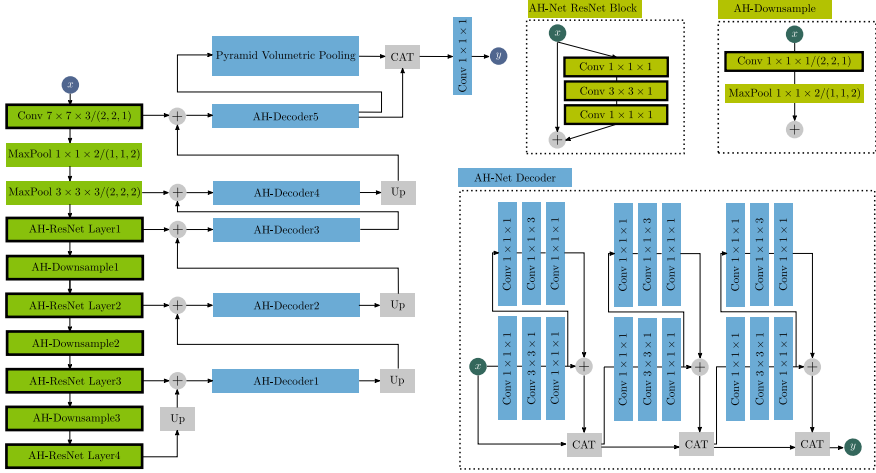 x
Conv 7 × 7 × 3/(2, 2, 1)
MaxPool 1 × 1 × 2/(1, 1, 2)
MaxPool 3 × 3 × 3/(2, 2, 2)
AH-ResNet Layer1
AH-Downsample1
AH-ResNet Layer2
AH-Downsample2
AH-ResNet Layer3
AH-Downsample3
AH-ResNet Layer4
+
+
+
+
+
Up
Pyramid Volumetric Pooling
AH-Decoder5
AH-Decoder4
AH-Decoder3
AH-Decoder2
AH-Decoder1
Up
Up
Up
CAT
Conv 1 × 1 × 1
y
AH-Net ResNet Block
x
Conv 1 × 1 × 1
Conv 3 × 3 × 1
Conv 1 × 1 × 1
+
AH-Downsample
x
Conv 1 × 1 × 1/(2, 2, 1)
MaxPool 1 × 1 × 2/(1, 1, 2)
+
AH-Net Decoder
Conv 1 × 1 × 1
Conv 1 × 1 × 3
Conv 1 × 1 × 1
Conv 1 × 1 × 1
Conv 1 × 1 × 3
Conv 1 × 1 × 1
Conv 1 × 1 × 1
Conv 1 × 1 × 3
Conv 1 × 1 × 1
x
Conv 1 × 1 × 1
Conv 3 × 3 × 1
Conv 1 × 1 × 1
+
Conv 1 × 1 × 1
Conv 3 × 3 × 1
Conv 1 × 1 × 1
+
Conv 1 × 1 × 1
Conv 3 × 3 × 1
Conv 1 × 1 × 1
+
CAT
CAT
CAT
y